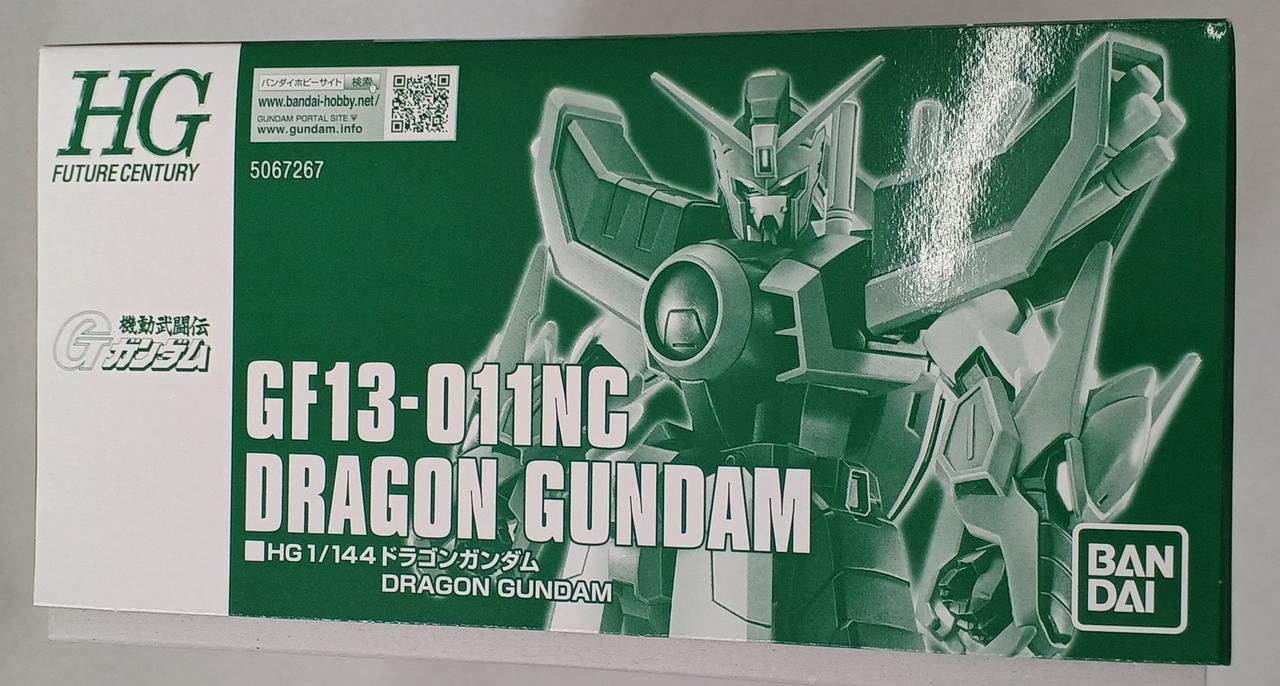 HG
FUTURE CENTURY
機動武闘伝
Gガンダム
バンダイホビーサイト 検索
www.bandai-hobby.net/
GUNDAM PORTAL SITE▼
www.gundam.info
5067267
GF13-011NC
DRAGON GUNDAM
■HG 1/144 ドラゴンガンダム
DRAGON GUNDAM
BAN
DAI